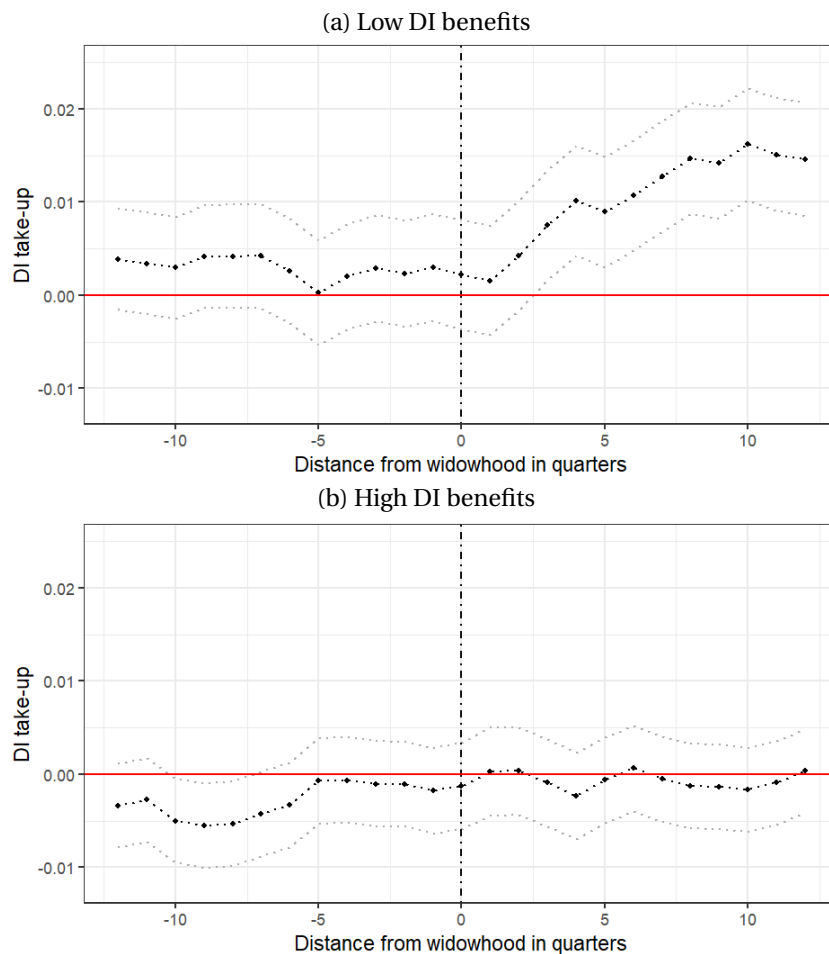 (a) Low DI benefits
DI take-up
0.02
0.01
0.00
-0.01
-10 -5 0 5 10
Distance from widowhood in quarters
(b) High DI benefits
DI take-up
0.02
0.01
0.00
-0.01
-10 -5 0 5 10
Distance from widowhood in quarters